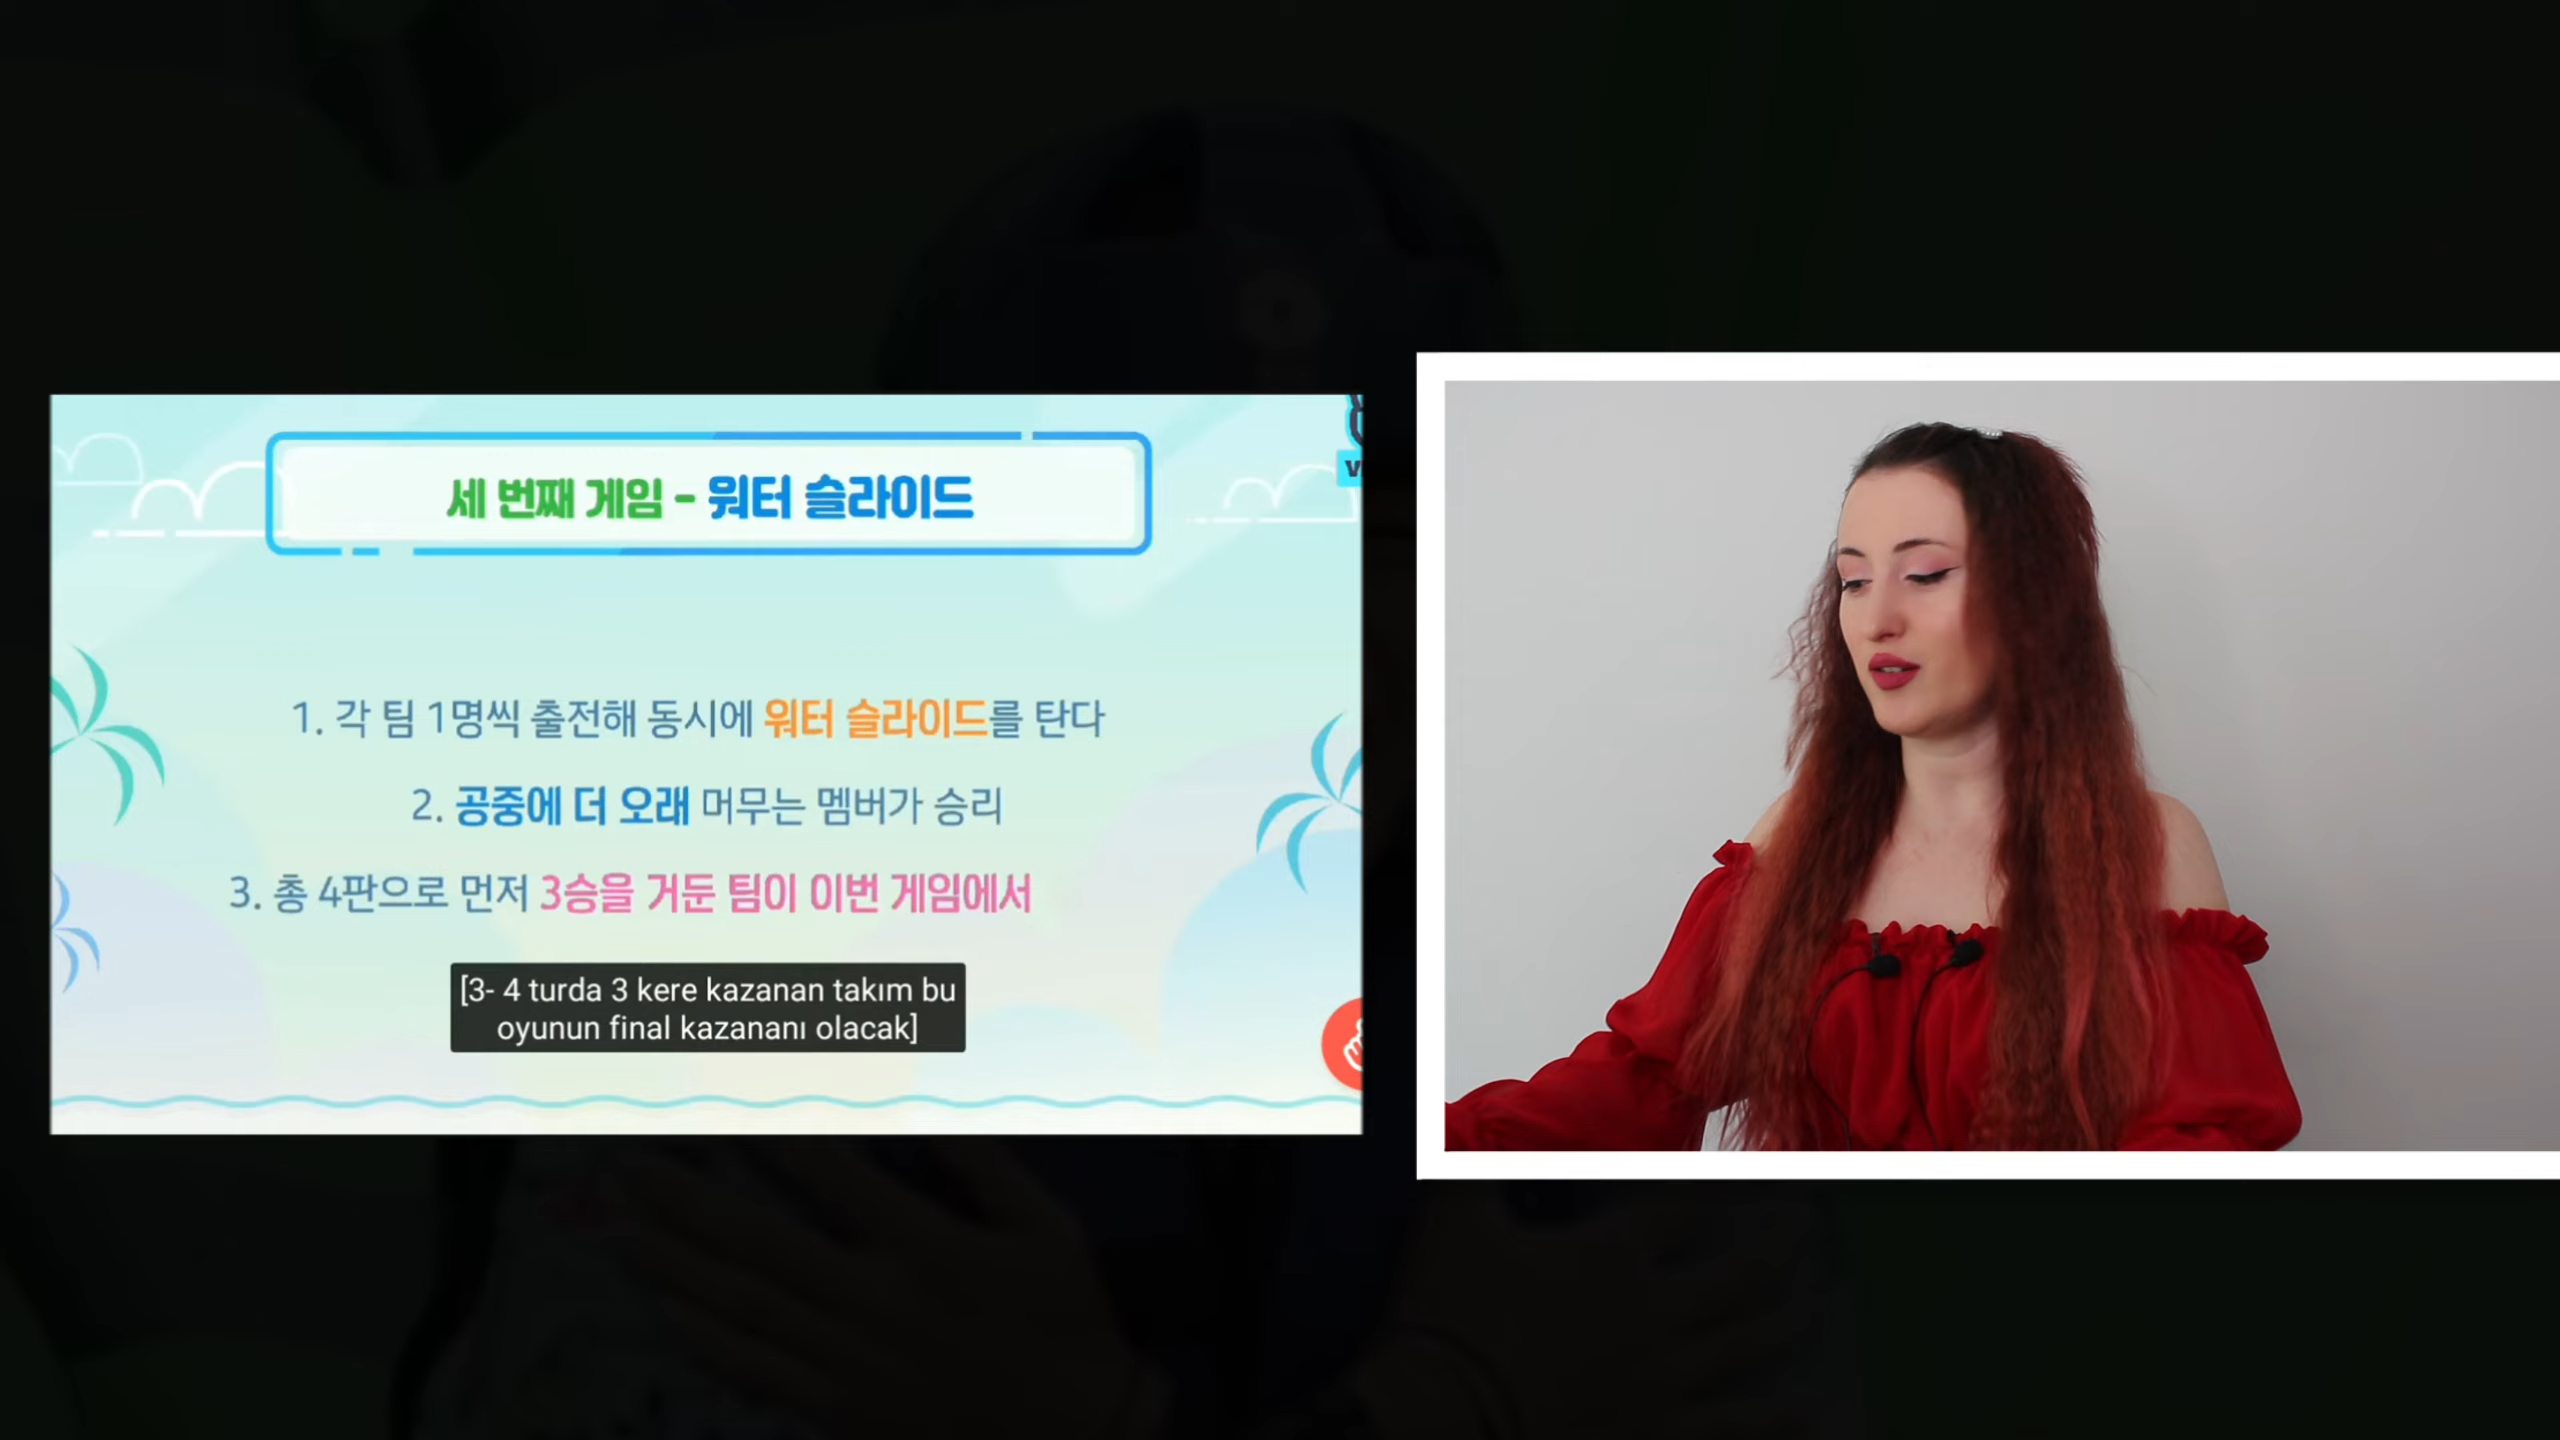 세 번째 게임 - 워터 슬라이드
1. 각 팀 1명씩 출전해 동시에 워터 슬라이드를 탄다
2. 공중에 더 오래 머무는 멤버가 승리
3. 총 4판으로 먼저 3승을 거둔 팀이 이번 게임에서
[3- 4 turda 3 kere kazanan takım bu
oyunun final kazananı olacak]